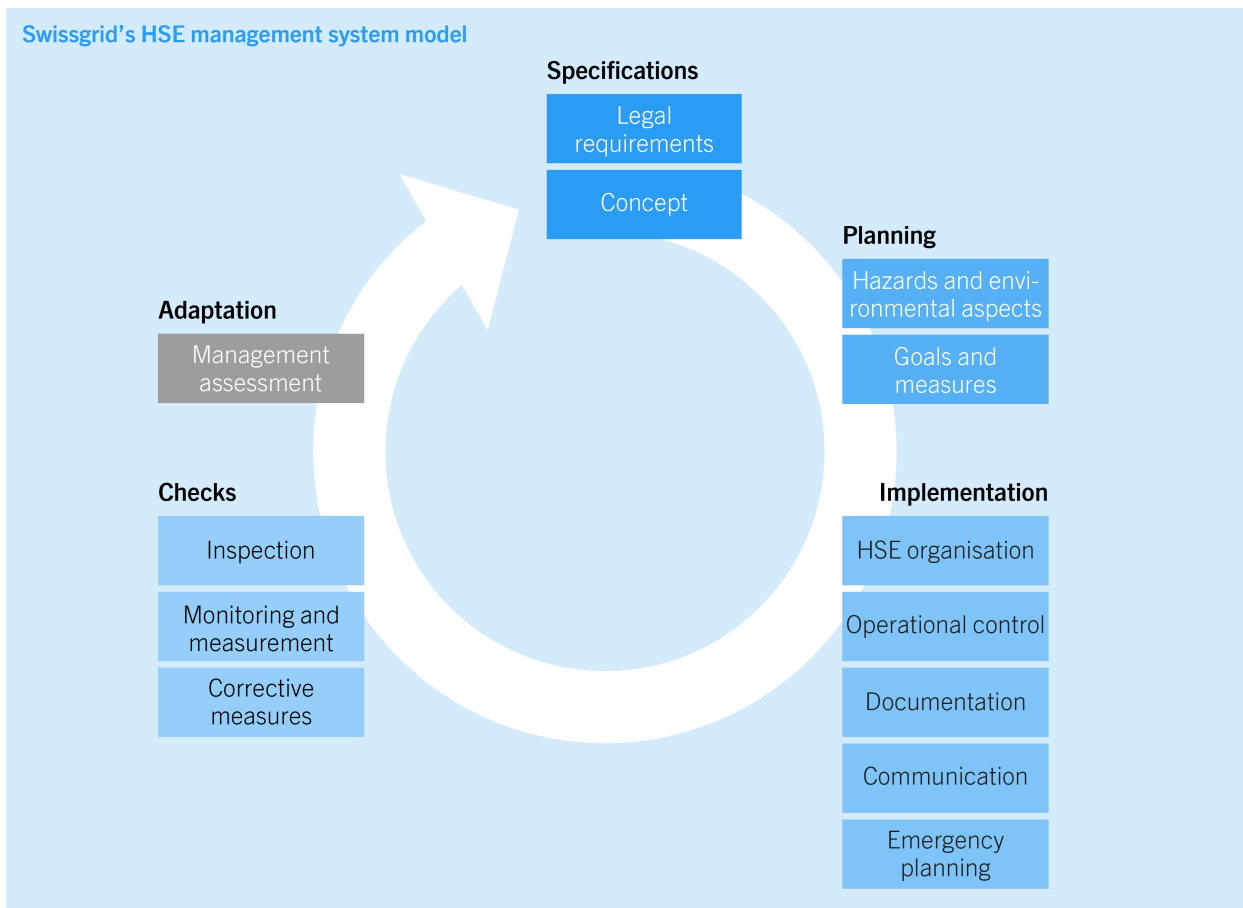 Swissgrid's HSE management system model
Specifications
Legal
requirements
Concept
Planning
Hazards and envi-
ronmental aspects
Goals and
measures
Implementation
HSE organisation
Operational control
Documentation
Communication
Emergency
planning
Checks
Inspection
Monitoring and
measurement
Corrective
measures
Adaptation
Management
assessment